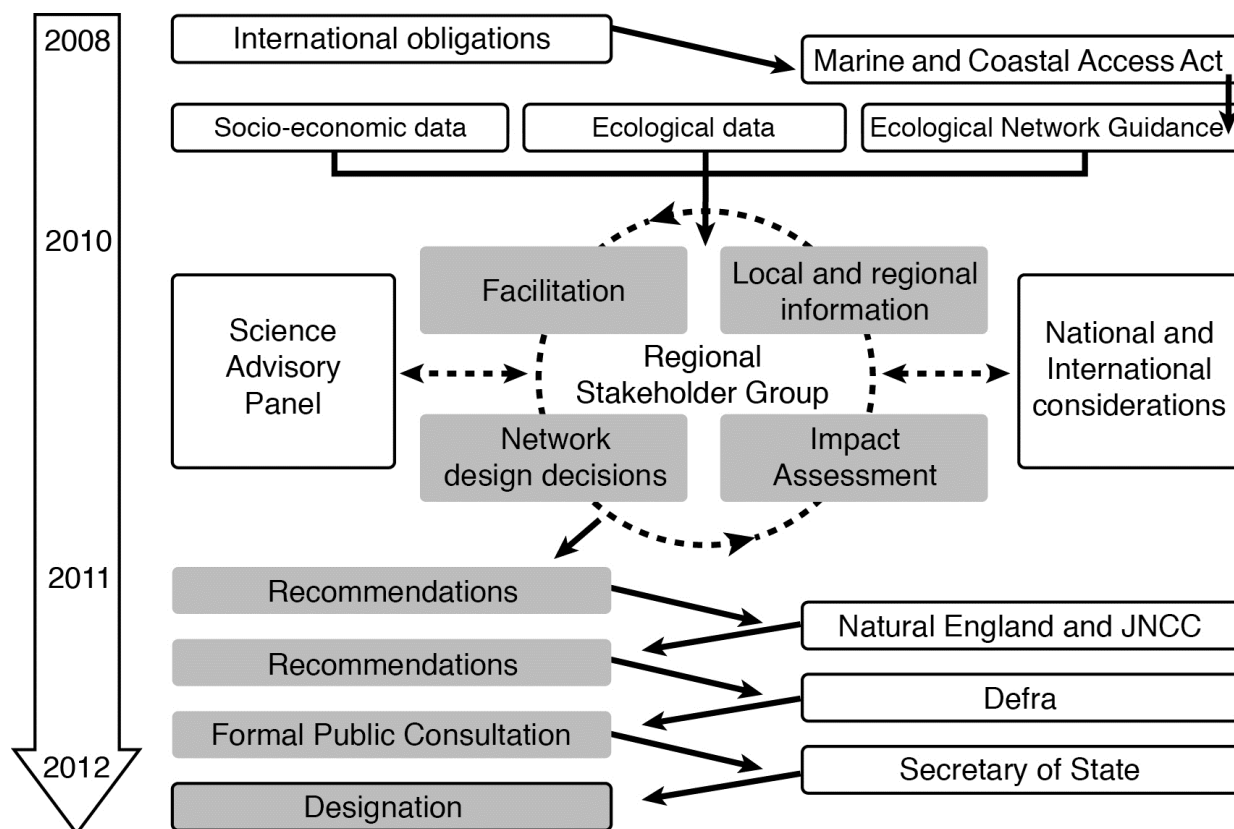 2008
International obligations
Marine and Coastal Access Act
Socio-economic data
Ecological data
Ecological Network Guidance
2010
Facilitation
Local and regional
information
Science
Advisory
Panel
Regional
Stakeholder Group
National and
International
considerations
Network
design decisions
Impact
Assessment
2011
Recommendations
Natural England and JNCC
Recommendations
Defra
Formal Public Consultation
2012
Secretary of State
Designation